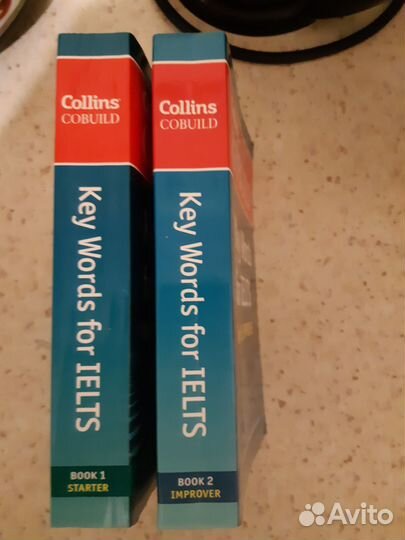 Collins
COBUILD
Key Words for IELTS
BOOK 1
STARTER
Collins
COBUILD
Key Words for IELTS
BOOK 2
IMPROVER
Avito